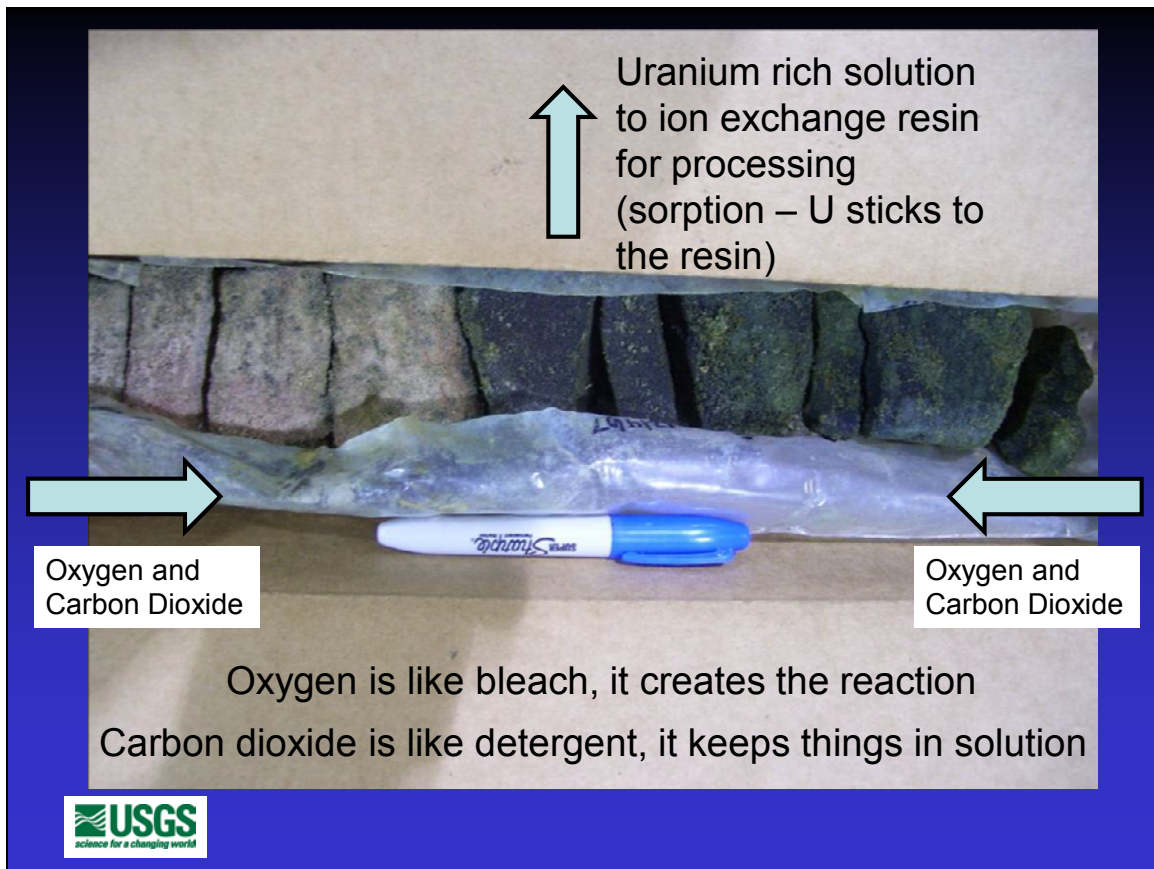 Uranium rich solution
to ion exchange resin
for processing
(sorption – U sticks to
the resin)
SUPER Sharpie
Oxygen and
Carbon Dioxide
Oxygen and
Carbon Dioxide
Oxygen is like bleach, it creates the reaction
Carbon dioxide is like detergent, it keeps things in solution
USGS
science for a changing world